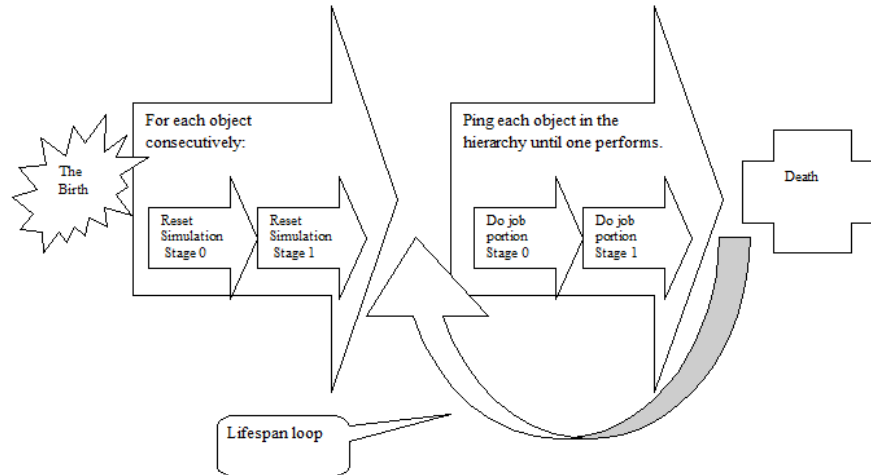 The
Birth
For each object
consecutively:
Reset
Simulation
Stage 0
Reset
Simulation
Stage 1
Ping each object in the
hierarchy until one performs.
Do job
portion
Stage 0
Do job
portion
Stage 1
Death
Lifespan loop